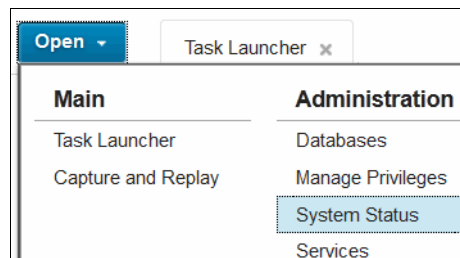 Open
Task Launcher
Main
Task Launcher
Capture and Replay
Administration
Databases
Manage Privileges
System Status
Services